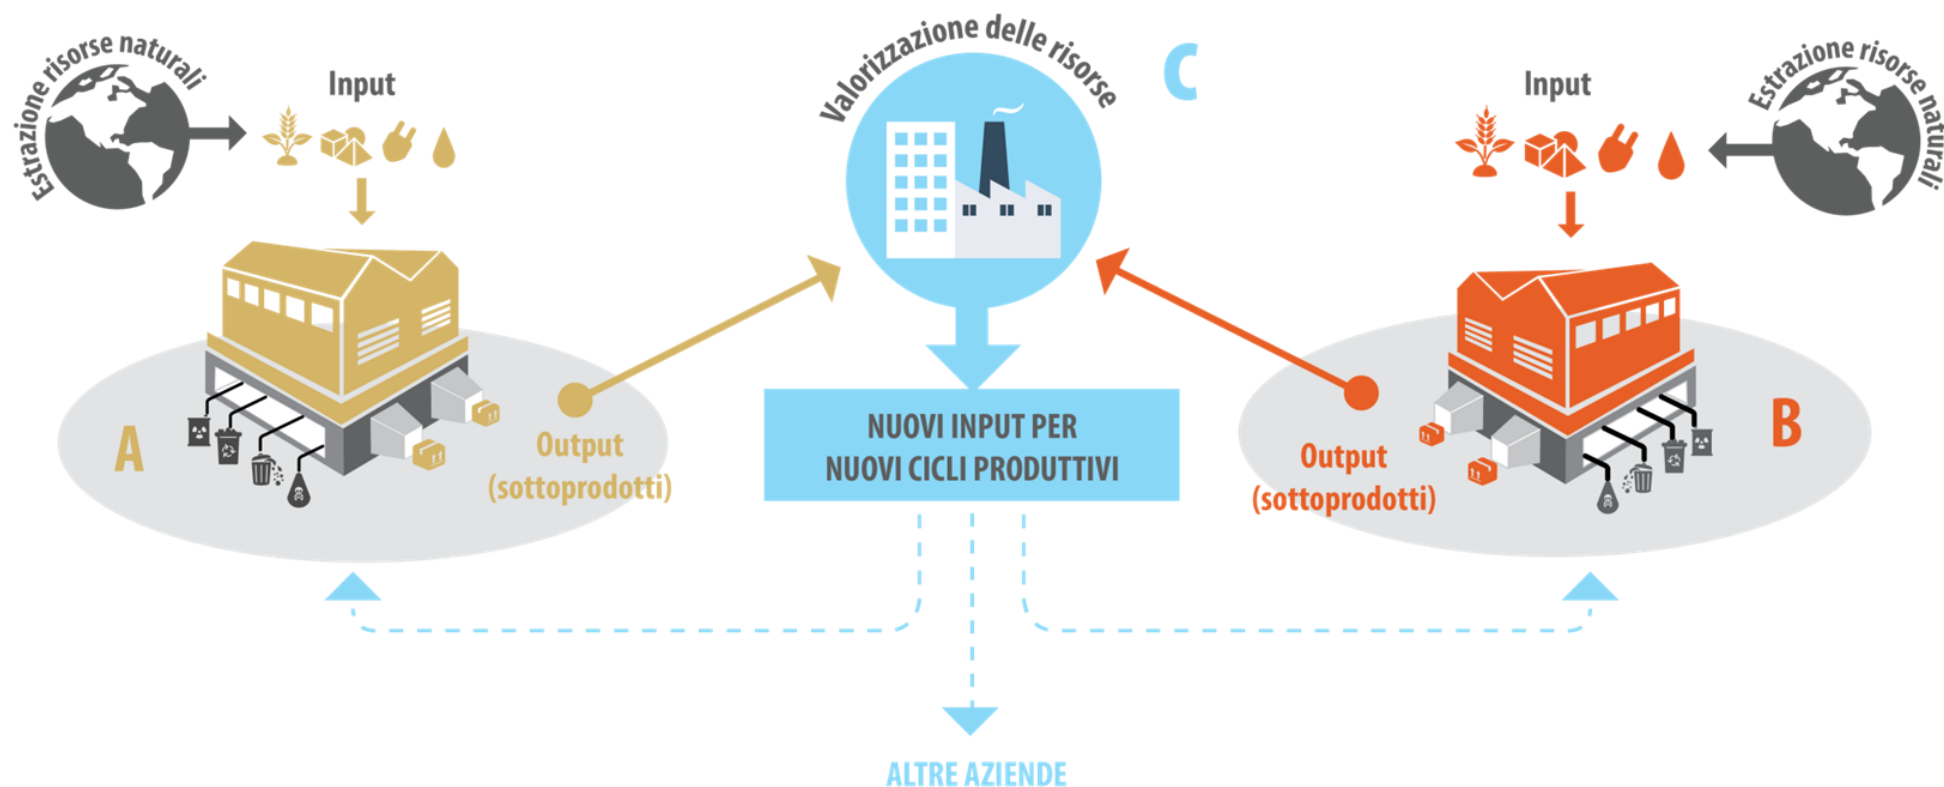 Estrazione risorse naturali
Input
Valorizzazione delle risorse
C
Input
Estrazione risorse naturali
A
Output
(sottoprodotti)
NUOVI INPUT PER
NUOVI CICLI PRODUTTIVI
Output
(sottoprodotti)
B
ALTRE AZIENDE